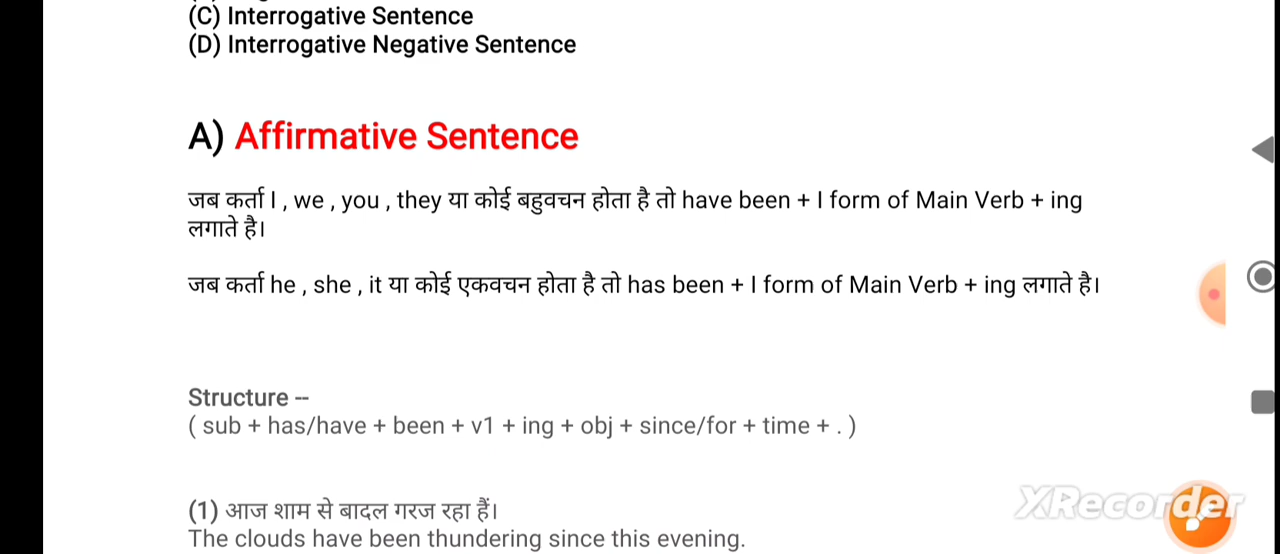 (C) Interrogative Sentence
(D) Interrogative Negative Sentence
A) Affirmative Sentence
जब कर्ता I , we , you , they या कोई बहुवचन होता है तो have been + I form of Main Verb + ing
लगाते है।
जब कर्ता he , she , it या कोई एकवचन होता है तो has been + I form of Main Verb + ing लगाते है।
Structure --
( sub + has/have + been + v1 + ing + obj + since/for + time + . )
(1) आज शाम से बादल गरज रहा हैं।
The clouds have been thundering since this evening.
XRecorder